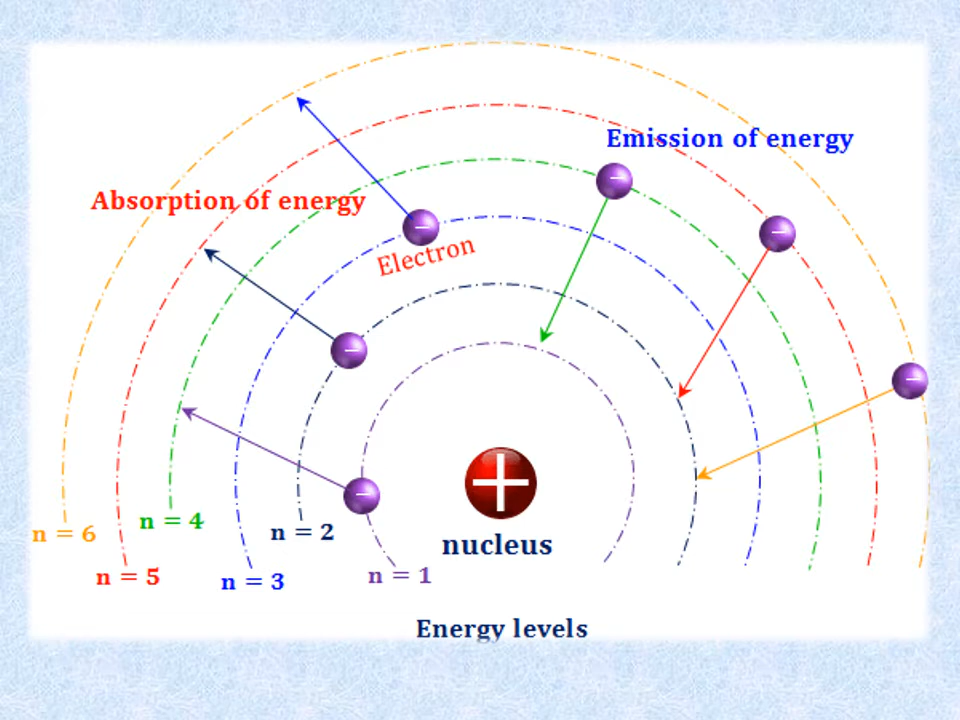 Emission of energy
Absorption of energy
Electron
n = 6
n = 4
n = 2
nucleus
n = 5
n = 3
n = 1
Energy levels